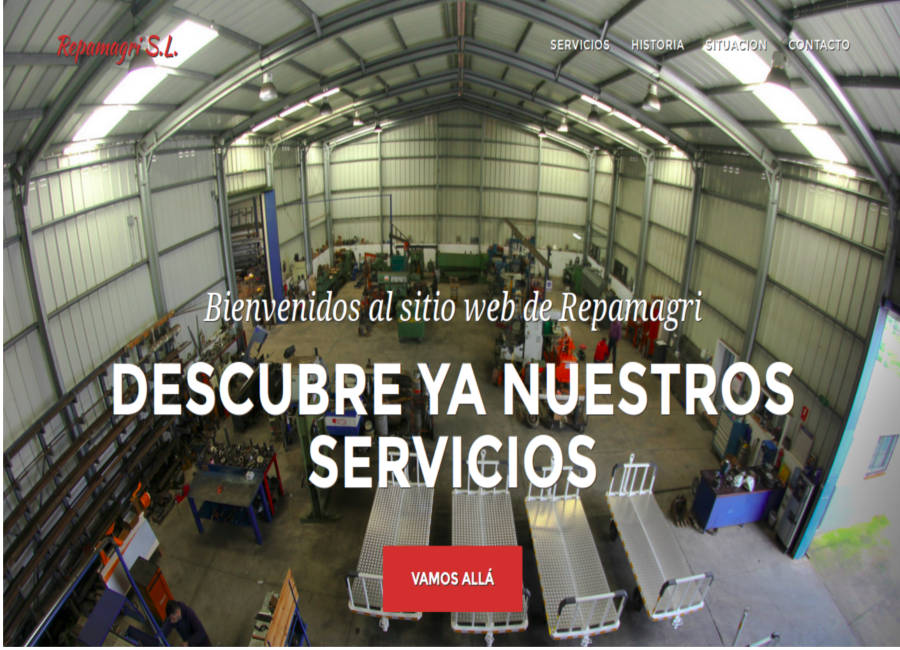 Repamagri S.L.
SERVICIOS HISTORIA SITUACION CONTACTO
Bienvenidos al sitio web de Repamagri
DESCUBRE YA NUESTROS
SERVICIOS
VAMOS ALLÁ